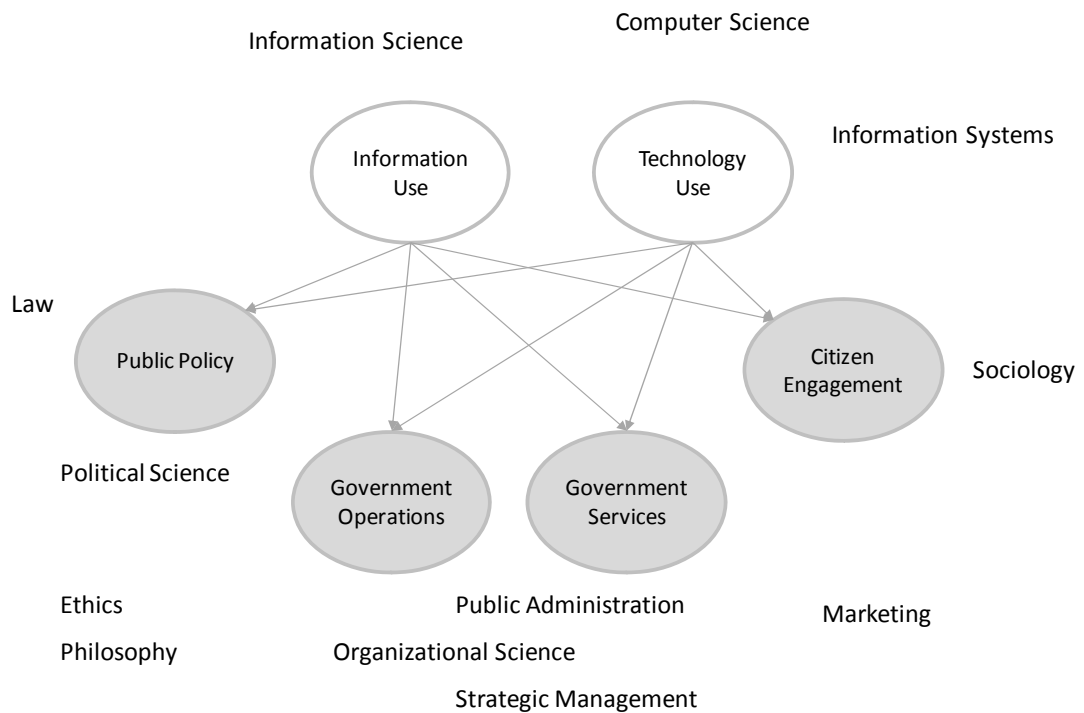 Computer Science
Information Science
Information Systems
Information
Use
Technology
Use
Law
Public Policy
Citizen
Engagement
Sociology
Political Science
Government
Operations
Government
Services
Ethics
Public Administration
Marketing
Philosophy
Organizational Science
Strategic Management